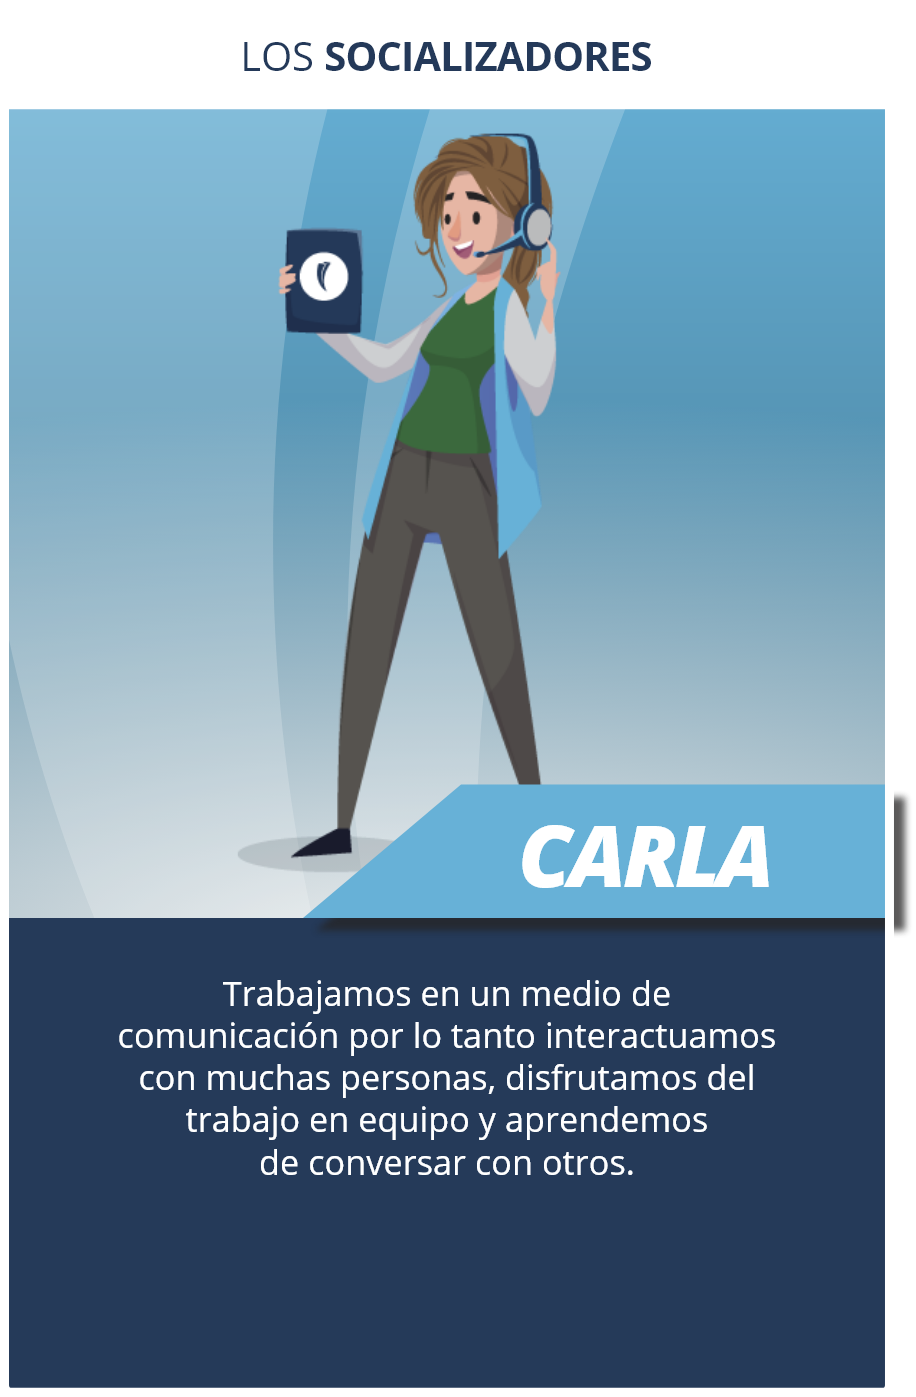 LOS SOCIALIZADORES
CARLA
Trabajamos en un medio de
comunicación por lo tanto interactuamos
con muchas personas, disfrutamos del
trabajo en equipo y aprendemos
de conversar con otros.